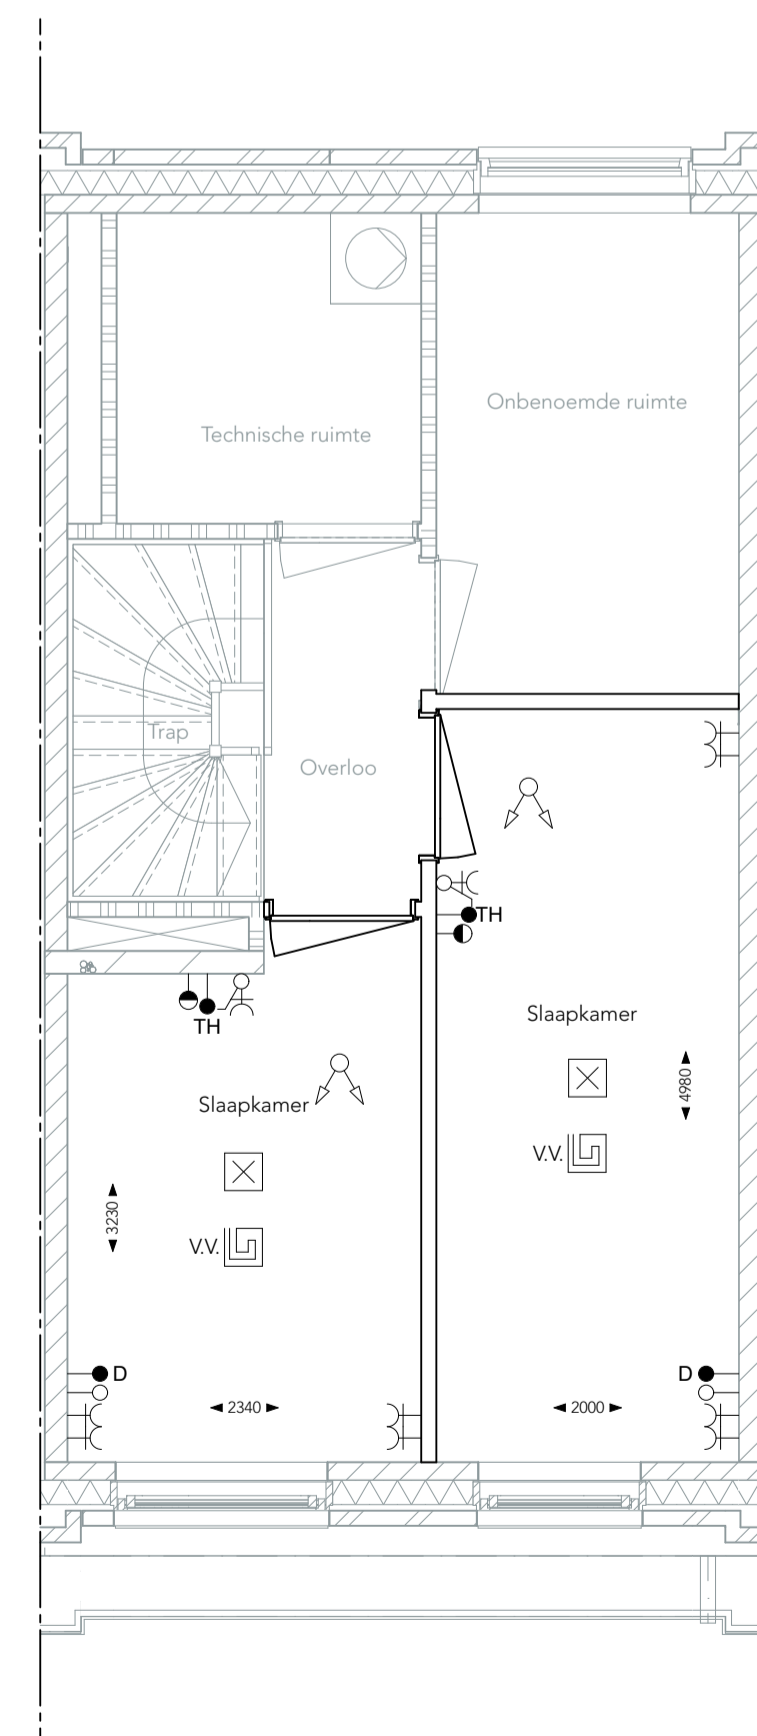 Onbenoemde ruimte
Technische ruimte
Trap
Overloo
TH
Slaapkamer
TH
4980
Slaapkamer
V.V.
3230
V.V.
D
D
2340
2000